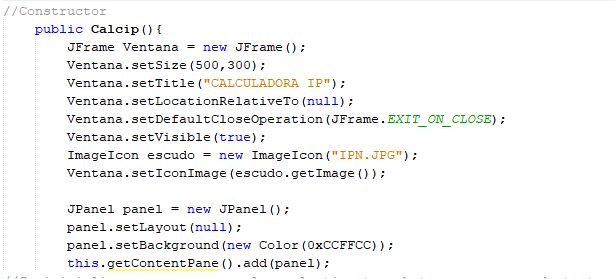 //Constructor
public Calcip(){
JFrame Ventana = new JFrame();
Ventana.setSize(500,300);
Ventana.setTitle("CALCULADORA IP");
Ventana.setLocationRelativeTo(null);
Ventana.setDefaultCloseOperation(JFrame.EXIT_ON_CLOSE);
Ventana.setVisible(true);
ImageIcon escudo = new ImageIcon("IPN.JPG");
Ventana.setIconImage(escudo.getImage());
JPanel panel = new JPanel();
panel.setLayout(null);
panel.setBackground(new Color(0xCCFFCC));
this.getContentPane().add(panel);